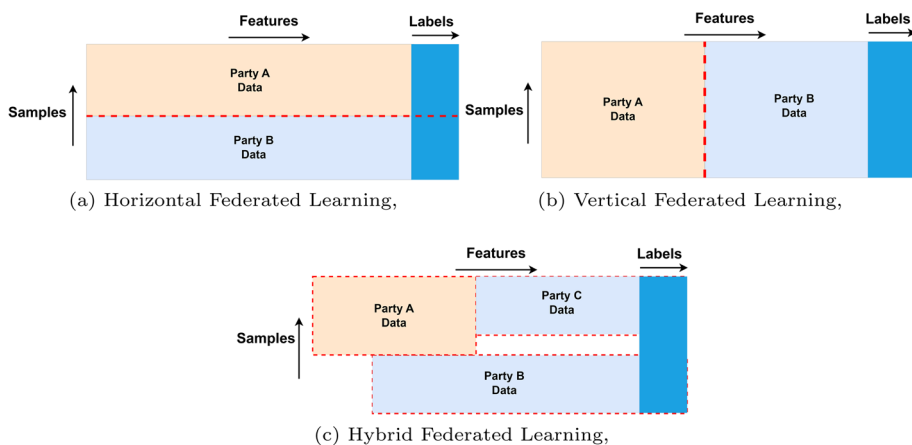 Features
Labels
Party A
Data
Samples
Party B
Data
(a) Horizontal Federated Learning,
Features
Labels
Samples
Party A
Data
Party B
Data
(b) Vertical Federated Learning,
Features
Labels
Party A
Data
Party C
Data
Samples
Party B
Data
(c) Hybrid Federated Learning,